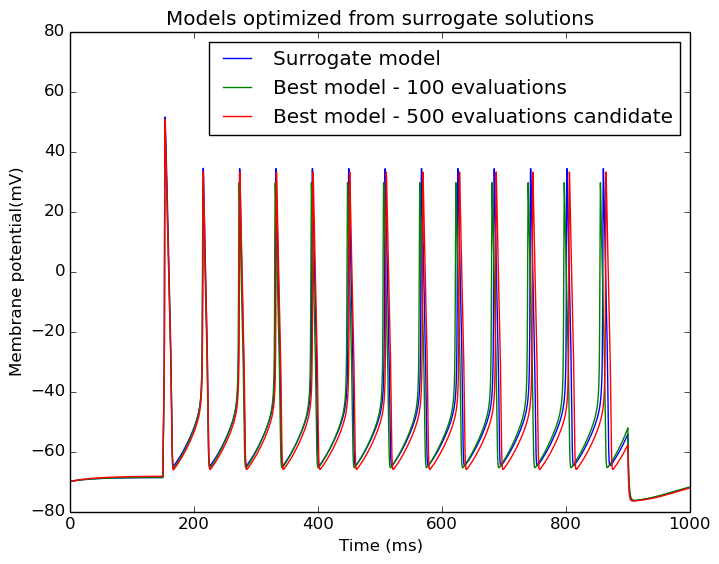 Models optimized from surrogate solutions
Surrogate model
Best model - 100 evaluations
Best model - 500 evaluations candidate
Membrane potential(mV)
80
60
40
20
0
−20
−40
−60
−80
0
200
400
600
800
1000
Time (ms)